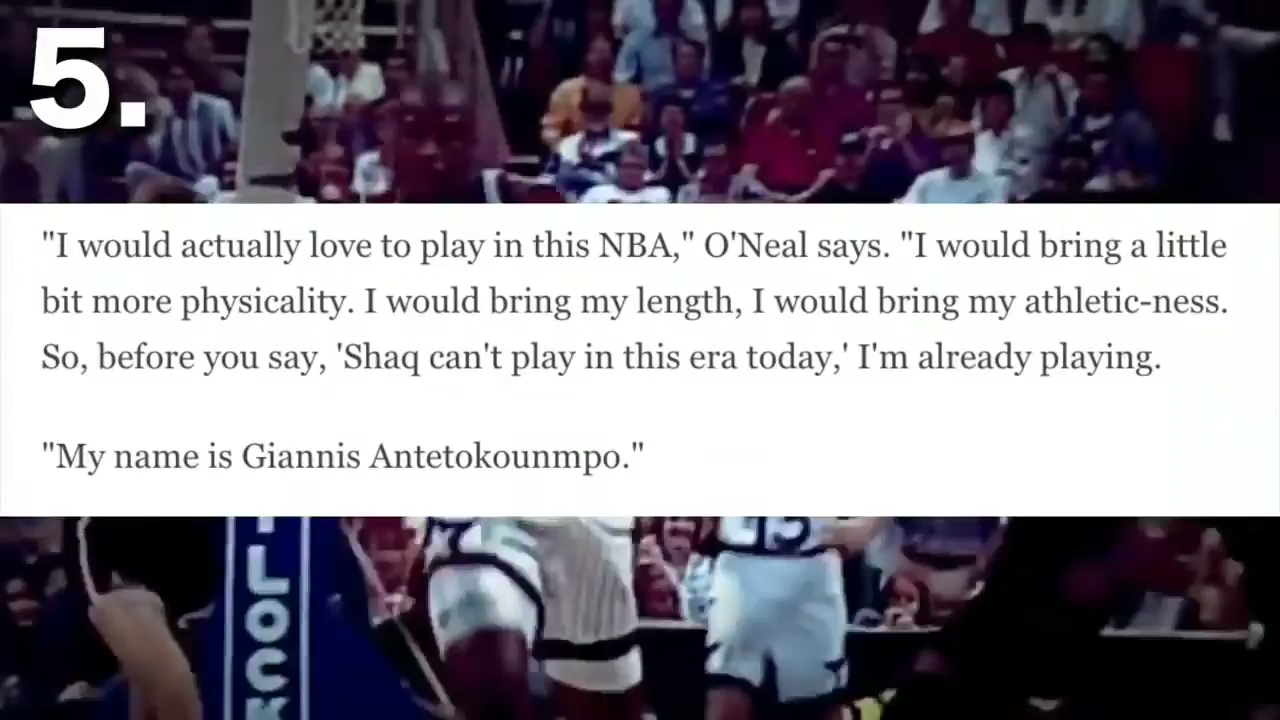 5.
"I would actually love to play in this NBA," O'Neal says. "I would bring a little
bit more physicality. I would bring my length, I would bring my athletic-ness.
So, before you say, 'Shaq can't play in this era today,' I'm already playing.
"My name is Giannis Antetokounmpo."
LOCK